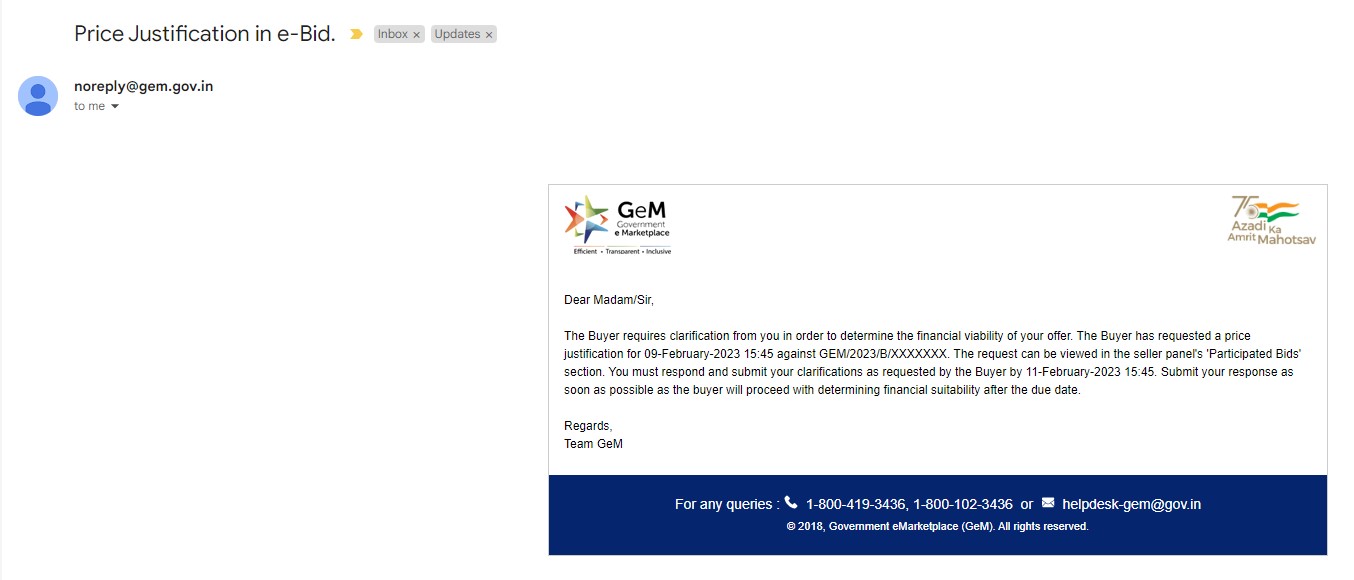 Price Justification in e-Bid.
Inbox ×
Updates ×
noreply@gem.gov.in
to me
GeM
Government
e Marketplace
Efficient • Transparent • Inclusive
75
Azadi Ka
Amrit Mahotsav
Dear Madam/Sir,
The Buyer requires clarification from you in order to determine the financial viability of your offer. The Buyer has requested a price
justification for 09-February-2023 15:45 against GEM/2023/B/XXXXXXX. The request can be viewed in the seller panel's 'Participated Bids'
section. You must respond and submit your clarifications as requested by the Buyer by 11-February-2023 15:45. Submit your response as
soon as possible as the buyer will proceed with determining financial suitability after the due date.
Regards,
Team GeM
For any queries : 1-800-419-3436, 1-800-102-3436 or helpdesk-gem@gov.in
© 2018, Government eMarketplace (GeM). All rights reserved.